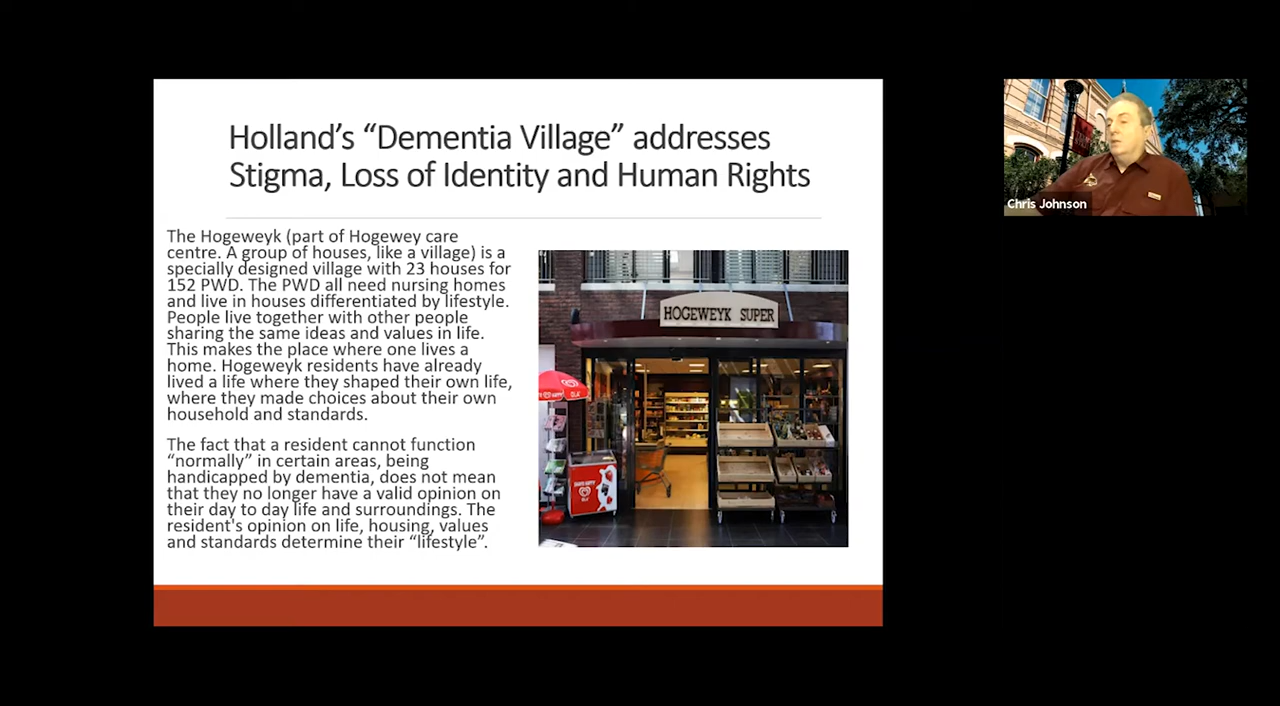 Holland’s “Dementia Village” addresses
Stigma, Loss of Identity and Human Rights
The Hogeweyk (part of Hogewey care
centre. A group of houses, like a village) is a
specially designed village with 23 houses for
152 PWD. The PWD all need nursing homes
and live in houses differentiated by lifestyle.
People live together with other people
sharing the same ideas and values in life.
This makes the place where one lives a
home. Hogeweyk residents have already
lived a life where they shaped their own life,
where they made choices about their own
household and standards.
The fact that a resident cannot function
“normally” in certain areas, being
handicapped by dementia, does not mean
that they no longer have a valid opinion on
their day to day life and surroundings. The
resident's opinion on life, housing, values
and standards determine their “lifestyle”.
HOGEWEYK SUPER
OLA
Chris Johnson